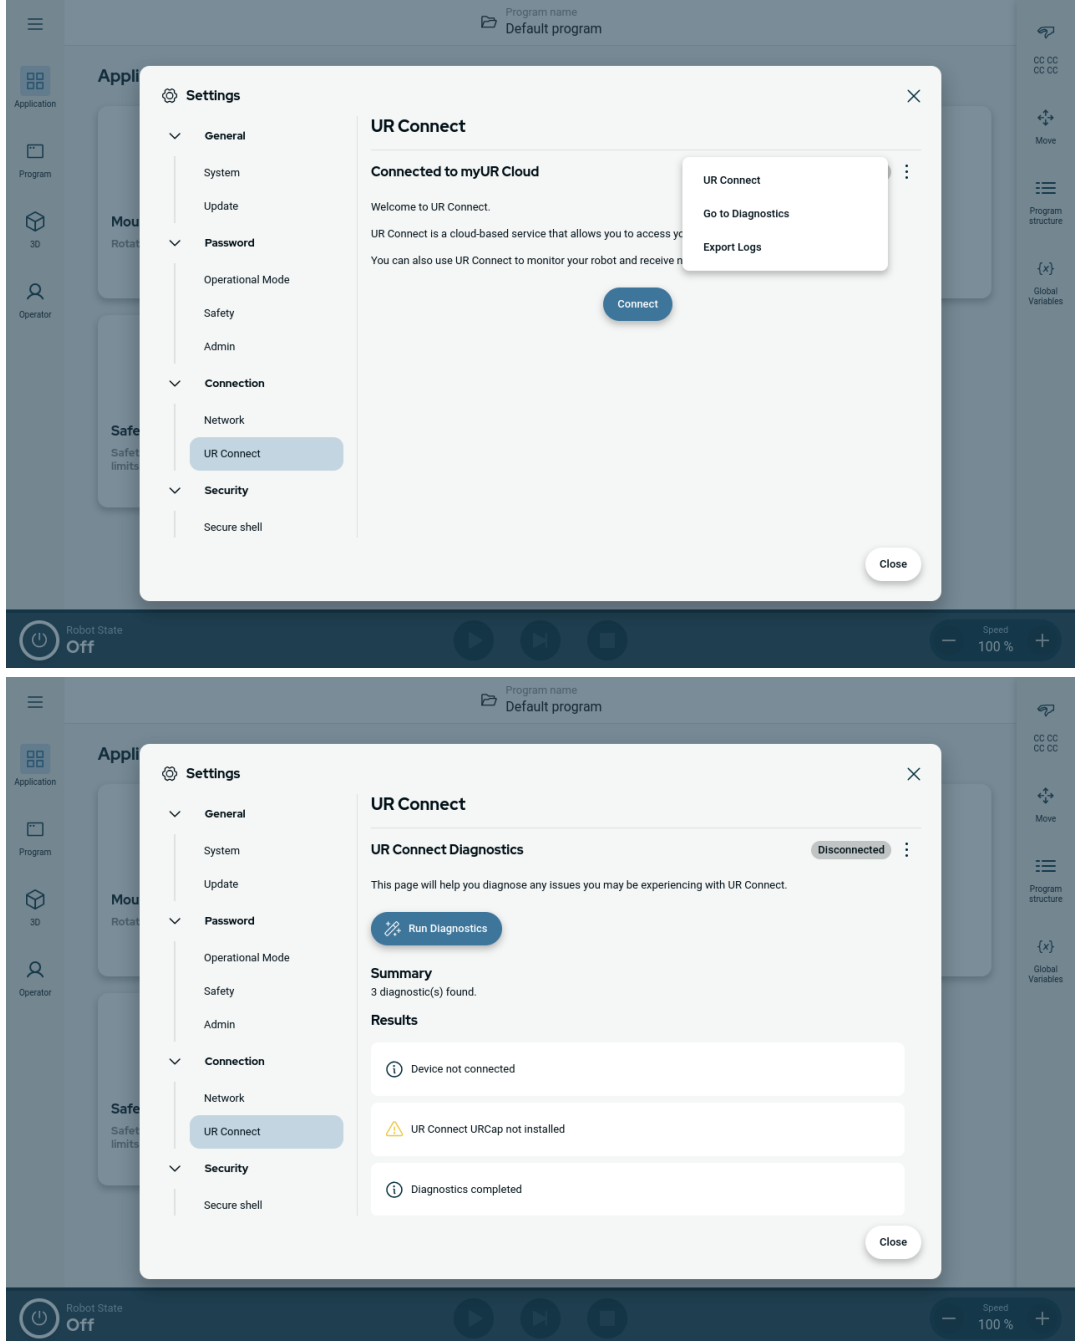 Program name
Default program
Application
Program
3D
Operator
Appli
Mou
Rotat
Safe
Safet
limits
CC CC
CC CC
Move
Program
structure
Global
Variables
Settings
General
System
Update
Password
Operational Mode
Safety
Admin
Connection
Network
UR Connect
Security
Secure shell
UR Connect
Connected to myUR Cloud
Welcome to UR Connect.
UR Connect is a cloud-based service that allows you to access yo
You can also use UR Connect to monitor your robot and receive n
UR Connect
Go to Diagnostics
Export Logs
Connect
Close
Robot State
Off
Speed
100 %
Program name
Default program
Application
Program
3D
Operator
Appli
Mou
Rotat
Safe
Safet
limits
CC CC
CC CC
Move
Program
structure
{x}
Global
Variables
Settings
General
System
Update
Password
Operational Mode
Safety
Admin
Connection
Network
UR Connect
Security
Secure shell
UR Connect
UR Connect Diagnostics
Disconnected
This page will help you diagnose any issues you may be experiencing with UR Connect.
Run Diagnostics
Summary
3 diagnostic(s) found.
Results
Device not connected
UR Connect URCap not installed
Diagnostics completed
Close
Robot State
Off
Speed
100 %